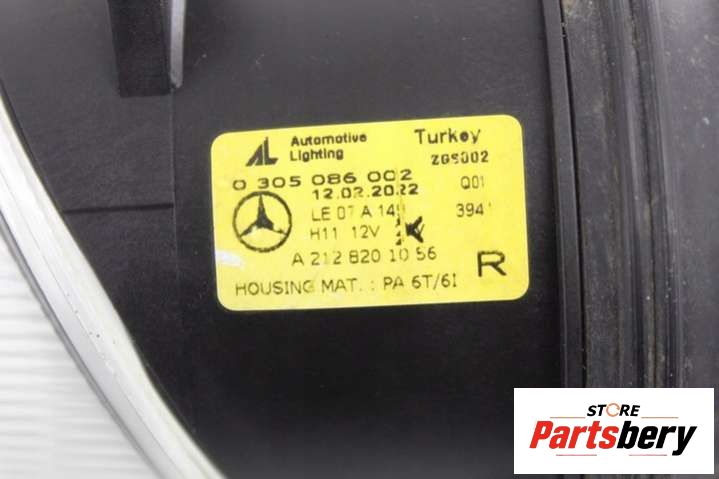 AL Automotive Lighting
Turkey
ZGS002
0 305 086 002
12.02.2022
Q01
LE 07 A
394
H11 12V
A 212 820 10 56
R
HOUSING MAT. : PA 6T/6I
STORE
Partsbery